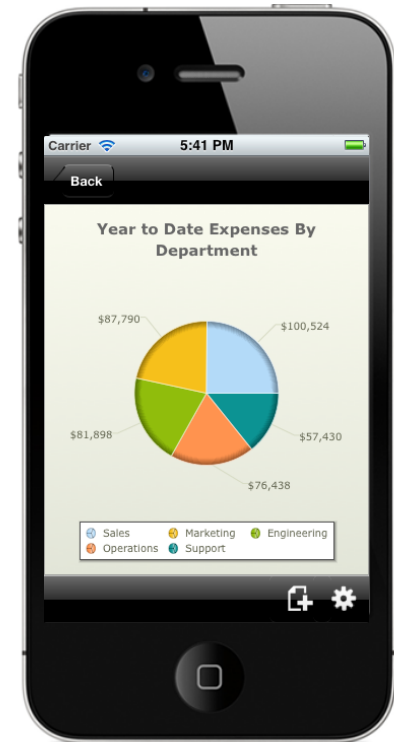 Carrier 5:41 PM
Back
Year to Date Expenses By
Department
$87,790
$100,524
$81,898
$57,430
$76,438
Sales Marketing Engineering
Operations Support